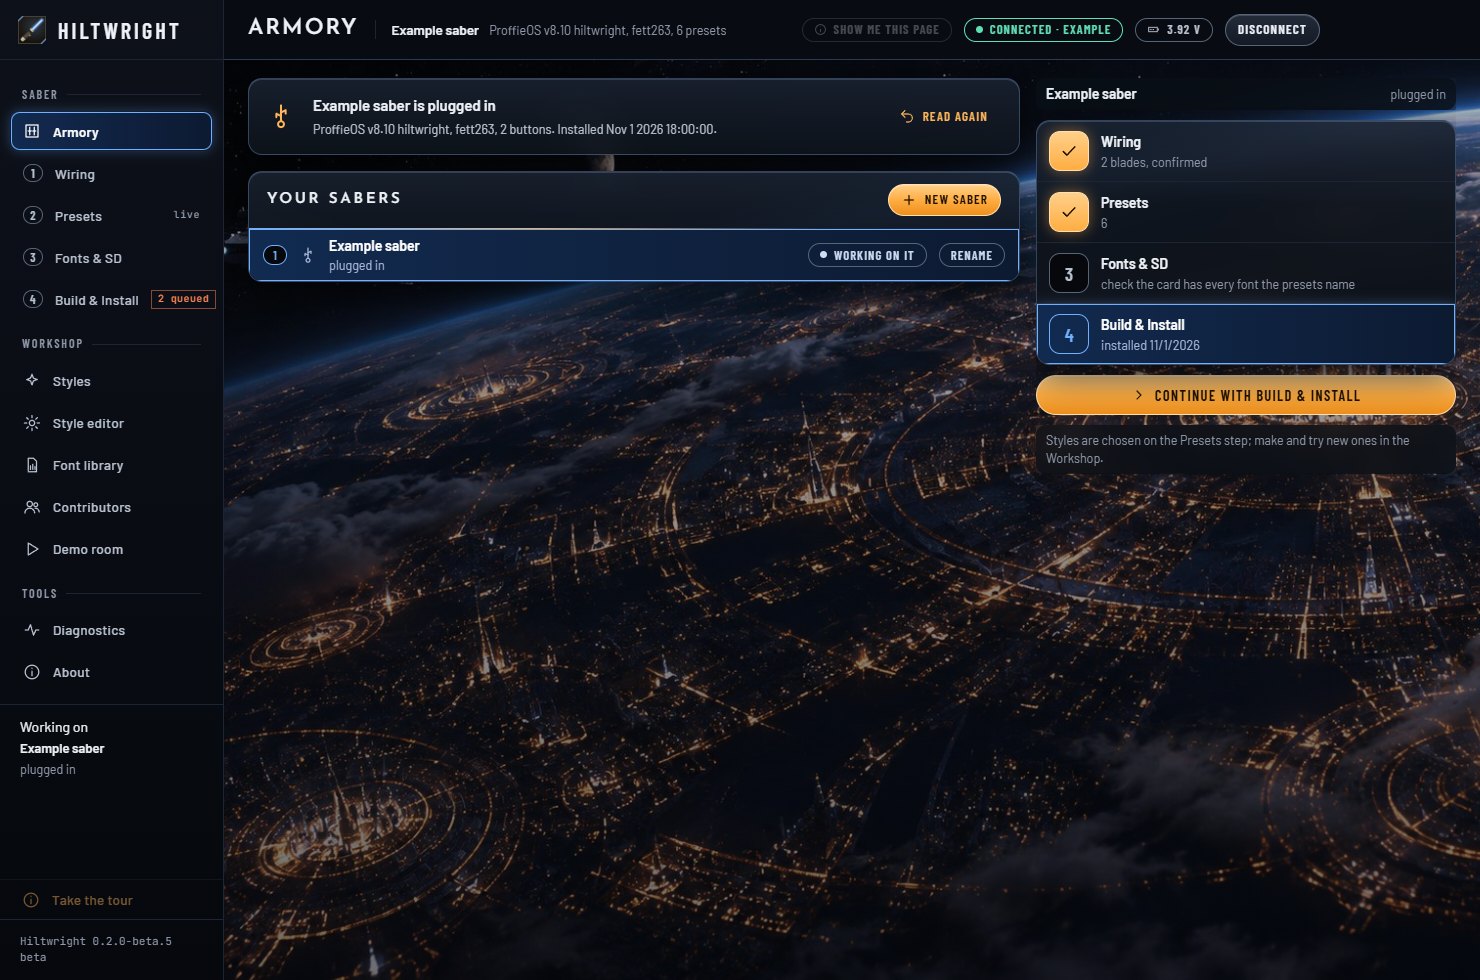 HILTWRIGHT
SABER
Armory
1 Wiring
2 Presets live
3 Fonts & SD
4 Build & Install 2 queued
WORKSHOP
Styles
Style editor
Font library
Contributors
Demo room
TOOLS
Diagnostics
About
Working on
Example saber
plugged in
Take the tour
Hiltwright 0.2.0-beta.5
beta
ARMORY
Example saber ProffieOS v8.10 hiltwright, fett263, 6 presets
SHOW ME THIS PAGE
CONNECTED · EXAMPLE
3.92 V
DISCONNECT
Example saber is plugged in
ProffieOS v8.10 hiltwright, fett263, 2 buttons. Installed Nov 1 2026 18:00:00.
READ AGAIN
YOUR SABERS
NEW SABER
1
Example saber
plugged in
WORKING ON IT
RENAME
Example saber plugged in
Wiring
2 blades, confirmed
Presets
6
3
Fonts & SD
check the card has every font the presets name
4
Build & Install
installed 11/1/2026
CONTINUE WITH BUILD & INSTALL
Styles are chosen on the Presets step; make and try new ones in the
Workshop.